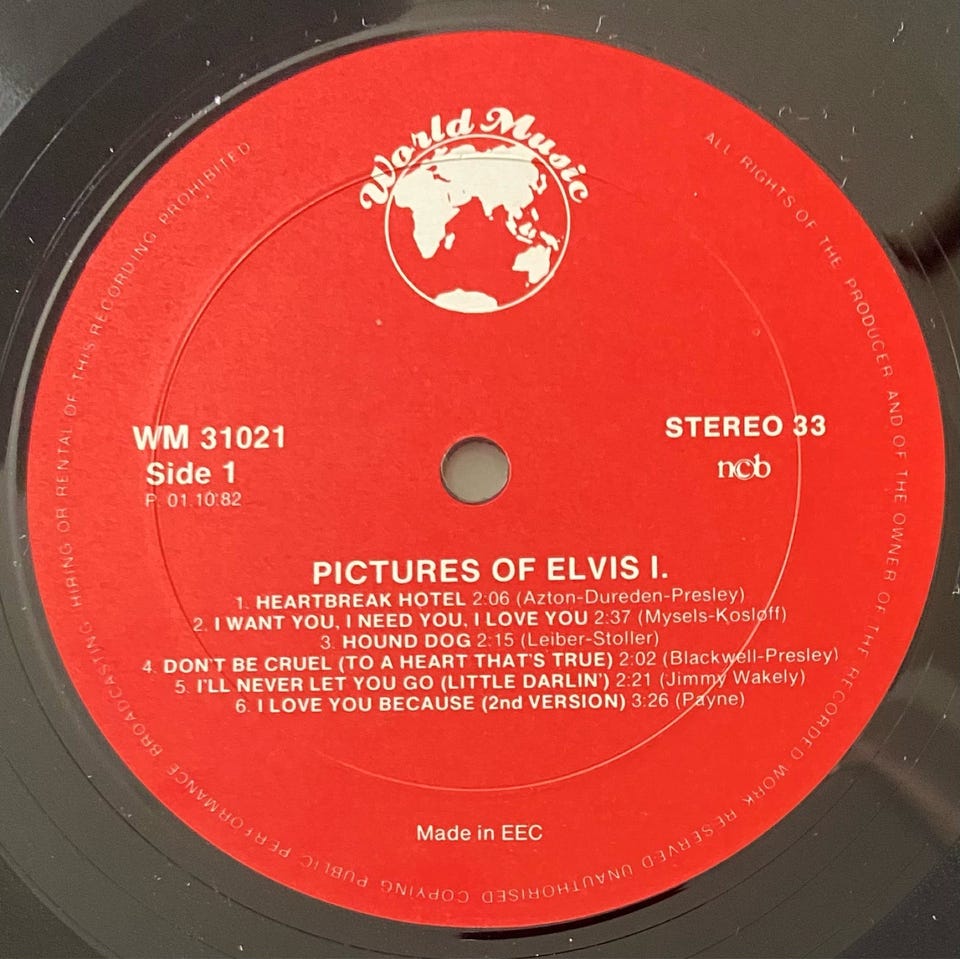 World Music
ALL RIGHTS OF THE PRODUCER AND OF THE OWNER OF THE RECORDED WORK RESERVED UNAUTHORISED COPYING PUBLIC PERFORMANCE BROADCASTING HIRING OR RENTAL OF THIS RECORDING PROHIBITED
WM 31021
Side 1
P. 01.10.82
STEREO 33
ncb
PICTURES OF ELVIS I.
1. HEARTBREAK HOTEL 2:06 (Azton-Dureden-Presley)
2. I WANT YOU, I NEED YOU, I LOVE YOU 2:37 (Mysels-Kosloff)
3. HOUND DOG 2:15 (Leiber-Stoller)
4. DON'T BE CRUEL (TO A HEART THAT'S TRUE) 2:02 (Blackwell-Presley)
5. I'LL NEVER LET YOU GO (LITTLE DARLIN') 2:21 (Jimmy Wakely)
6. I LOVE YOU BECAUSE (2nd VERSION) 3:26 (Payne)
Made in EEC